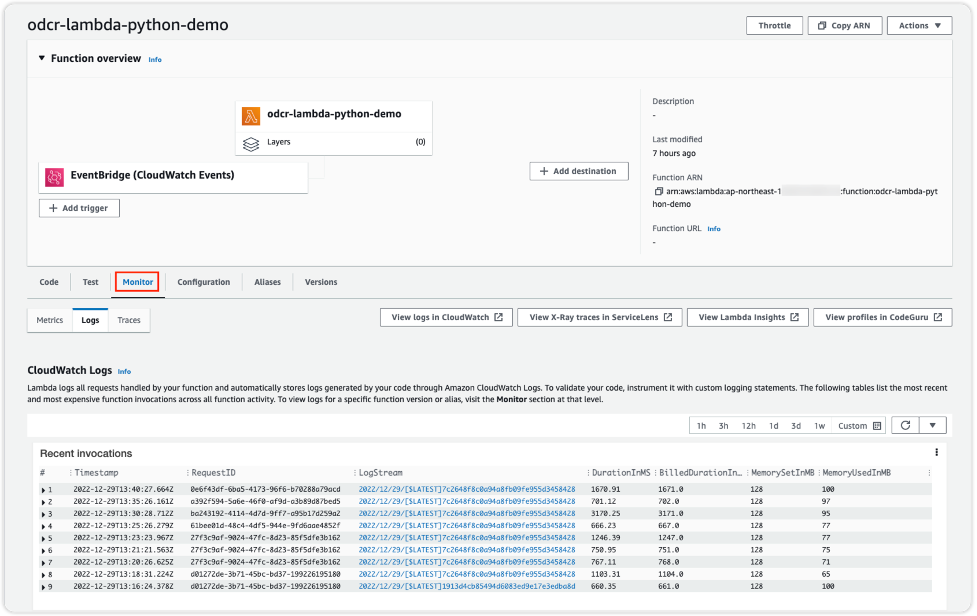 odcr-lambda-python-demo
Throttle
Copy ARN
Actions
Function overview Info
odcr-lambda-python-demo
Layers (0)
EventBridge (CloudWatch Events)
+ Add trigger
+ Add destination
Description
-
Last modified
7 hours ago
Function ARN
arn:aws:lambda:ap-northeast-1 :function:odcr-lambda-pyt
hon-demo
Function URL Info
-
Code Test Monitor Configuration Aliases Versions
Metrics Logs Traces
View logs in CloudWatch
View X-Ray traces in ServiceLens
View Lambda Insights
View profiles in CodeGuru
CloudWatch Logs Info
Lambda logs all requests handled by your function and automatically stores logs generated by your code through Amazon CloudWatch Logs. To validate your code, instrument it with custom logging statements. The following tables list the most recent
and most expensive function invocations across all function activity. To view logs for a specific function version or alias, visit the Monitor section at that level.
1h 3h 12h 1d 3d 1w Custom
Recent invocations
# Timestamp RequestID LogStream DurationInMS BilledDurationIn… MemorySetInMB MemoryUsedInMB
1 2022-12-29T13:40:27.664Z 0e6f43df-6ba5-4173-96f6-b70288a79acd 2022/12/29/[$LATEST]7c2648f8c0a94a8fb09fe955d3458428 1670.91 1671.0 128 100
2 2022-12-29T13:35:26.161Z a392f594-5a6e-46f0-af9d-a3b89d87bed5 2022/12/29/[$LATEST]7c2648f8c0a94a8fb09fe955d3458428 701.12 702.0 128 97
3 2022-12-29T13:30:28.712Z ba243192-4114-4d7d-9ff7-a95b17d259a2 2022/12/29/[$LATEST]7c2648f8c0a94a8fb09fe955d3458428 3170.25 3171.0 128 95
4 2022-12-29T13:25:26.279Z 61bee01d-48c4-4df5-944e-9fd6aae4852f 2022/12/29/[$LATEST]7c2648f8c0a94a8fb09fe955d3458428 666.23 667.0 128 77
5 2022-12-29T13:23:23.967Z 27f3c9af-9024-47fc-8d23-85f5dfe3b162 2022/12/29/[$LATEST]7c2648f8c0a94a8fb09fe955d3458428 1246.39 1247.0 128 77
6 2022-12-29T13:21:21.563Z 27f3c9af-9024-47fc-8d23-85f5dfe3b162 2022/12/29/[$LATEST]7c2648f8c0a94a8fb09fe955d3458428 750.95 751.0 128 75
7 2022-12-29T13:20:26.625Z 27f3c9af-9024-47fc-8d23-85f5dfe3b162 2022/12/29/[$LATEST]7c2648f8c0a94a8fb09fe955d3458428 767.11 768.0 128 71
8 2022-12-29T13:18:31.224Z d01272de-3b71-45bc-bd37-199226195180 2022/12/29/[$LATEST]7c2648f8c0a94a8fb09fe955d3458428 1103.31 1104.0 128 65
9 2022-12-29T13:16:24.378Z d01272de-3b71-45bc-bd37-199226195180 2022/12/29/[$LATEST]1913d4cb85494d6083ed9e17e3edba8d 660.35 661.0 128 100